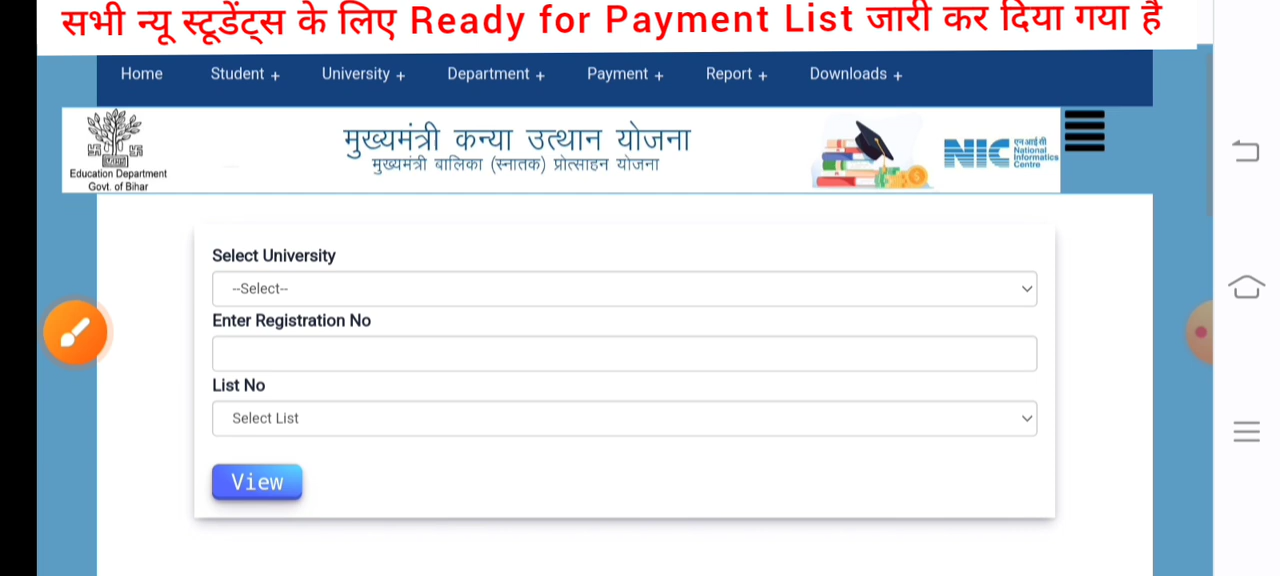 सभी न्यू स्टूडेंट्स के लिए Ready for Payment List जारी कर दिया गया है
Home Student + University + Department + Payment + Report + Downloads +
मुख्यमंत्री कन्या उत्थान योजना
मुख्यमंत्री बालिका (स्नातक) प्रोत्साहन योजना
Education Department
Govt. of Bihar
NIC
एन आई सी
National
Informatics
Centre
Select University
--Select--
Enter Registration No
List No
Select List
View